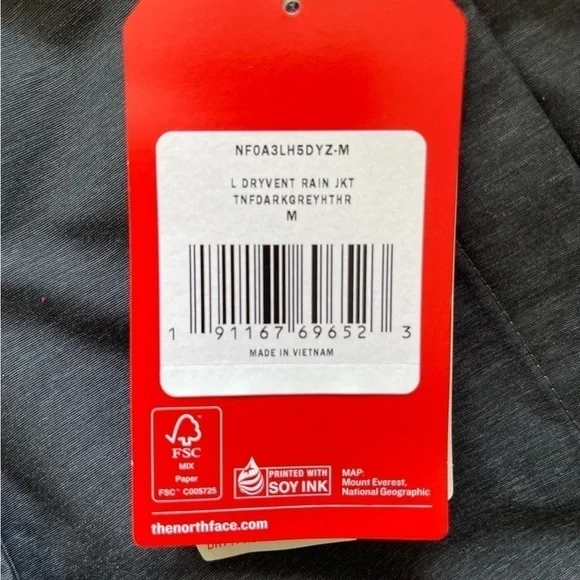 NF0A3LH5DYZ-M
L DRYVENT RAIN JKT
TNFDARKGREYHTHR
M
1 91167 69652 3
MADE IN VIETNAM
FSC
MIX
Paper
FSC™ C005725
PRINTED WITH
SOY INK
MAP:
Mount Everest,
National Geographic
thenorthface.com